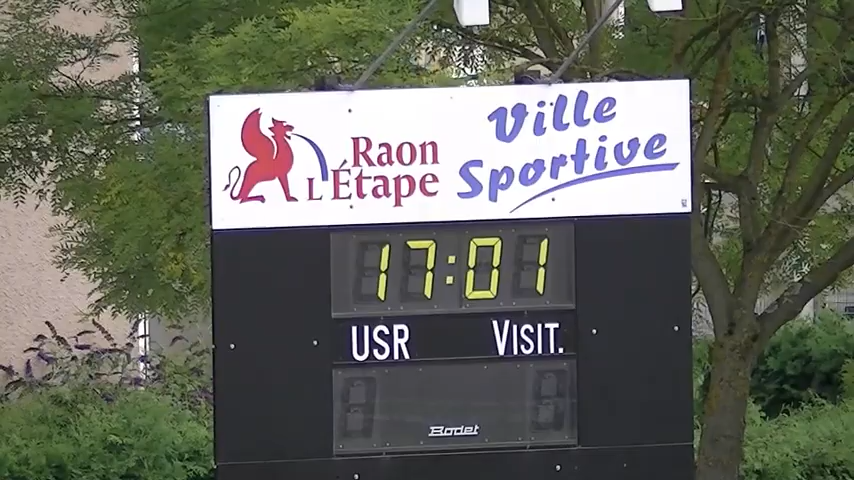 Raon
L'Étape
Ville
Sportive
17:01
USR VISIT.
Bodet